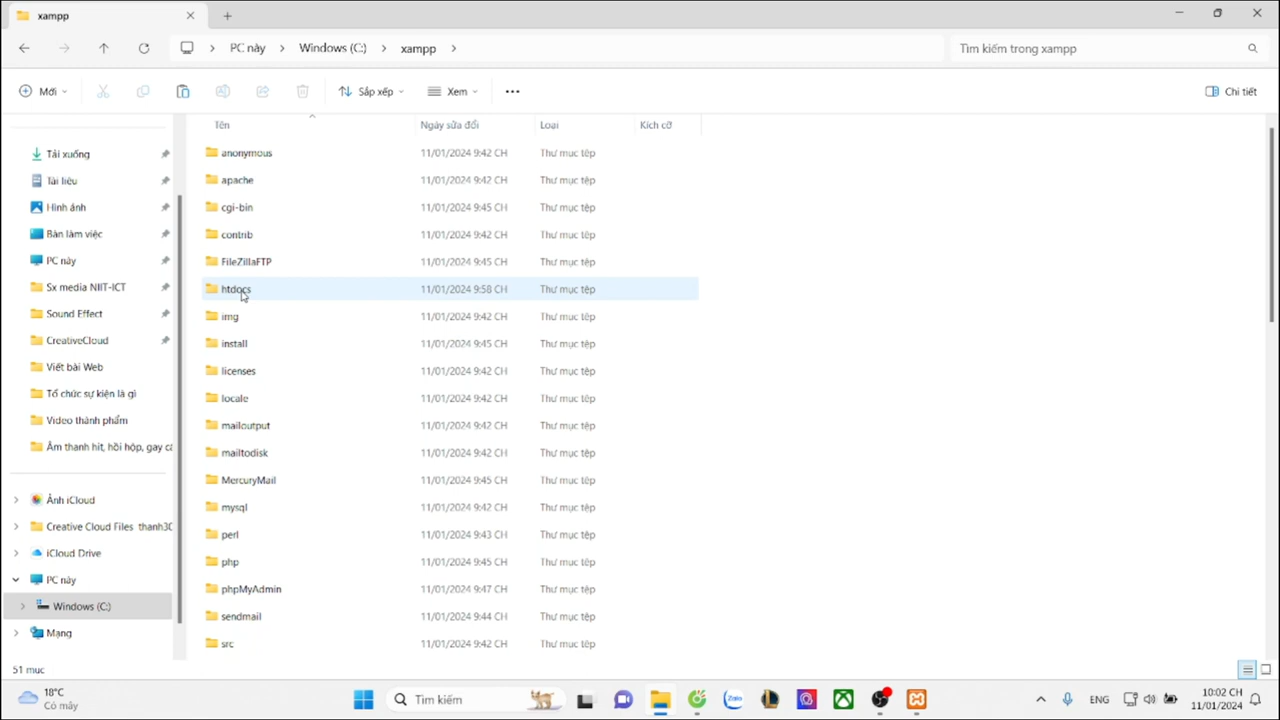 xampp
PC này
Windows (C:)
xampp
Tìm kiếm trong xampp
Mới
Sắp xếp
Xem
Chi tiết
Tên
Ngày sửa đổi
Loại
Kích cỡ
Tải xuống
Tài liệu
Hình ảnh
Bàn làm việc
PC này
Sx media NIIT-ICT
Sound Effect
CreativeCloud
Viết bài Web
Tổ chức sự kiện là gì
Video thành phẩm
Âm thanh hít, hồi hộp, gay cấ
Ảnh iCloud
Creative Cloud Files thanh30
iCloud Drive
PC này
Windows (C:)
Mạng
anonymous 11/01/2024 9:42 CH Thư mục tệp
apache 11/01/2024 9:42 CH Thư mục tệp
cgi-bin 11/01/2024 9:45 CH Thư mục tệp
contrib 11/01/2024 9:42 CH Thư mục tệp
FileZillaFTP 11/01/2024 9:45 CH Thư mục tệp
htdocs 11/01/2024 9:58 CH Thư mục tệp
img 11/01/2024 9:42 CH Thư mục tệp
install 11/01/2024 9:45 CH Thư mục tệp
licenses 11/01/2024 9:42 CH Thư mục tệp
locale 11/01/2024 9:42 CH Thư mục tệp
mailoutput 11/01/2024 9:42 CH Thư mục tệp
mailtodisk 11/01/2024 9:42 CH Thư mục tệp
MercuryMail 11/01/2024 9:45 CH Thư mục tệp
mysql 11/01/2024 9:42 CH Thư mục tệp
perl 11/01/2024 9:43 CH Thư mục tệp
php 11/01/2024 9:45 CH Thư mục tệp
phpMyAdmin 11/01/2024 9:47 CH Thư mục tệp
sendmail 11/01/2024 9:44 CH Thư mục tệp
src 11/01/2024 9:42 CH Thư mục tệp
51 mục
18°C
Có mây
Tìm kiếm
Zalo
ENG
10:02 CH
11/01/2024